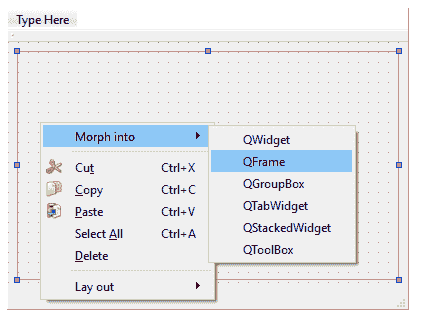 Type Here
Morph into
Cut Ctrl+X
Copy Ctrl+C
Paste Ctrl+V
Select All Ctrl+A
Delete
Lay out
QWidget
QFrame
QGroupBox
QTabWidget
QStackedWidget
QToolBox